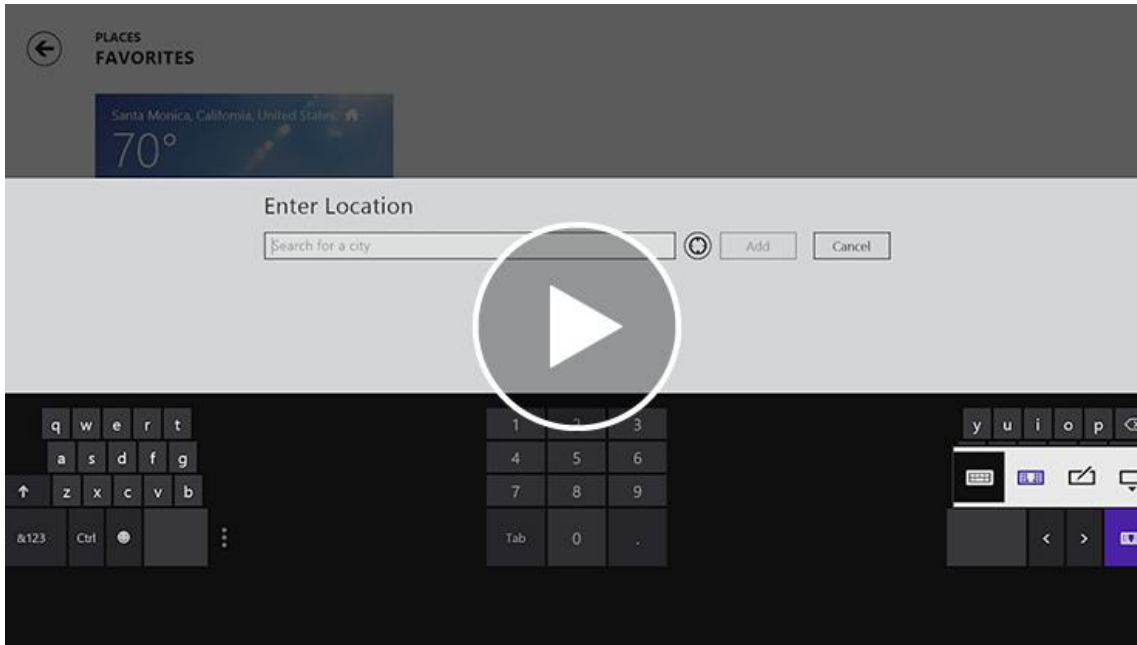 PLACES
FAVORITES
Santa Monica, California, United States
70°
Enter Location
Search for a city
Add
Cancel
q w e r t
1 2 3
y u i o p
a s d f g
4 5 6
z x c v b
7 8 9
&123 Ctrl
Tab 0 .
< >